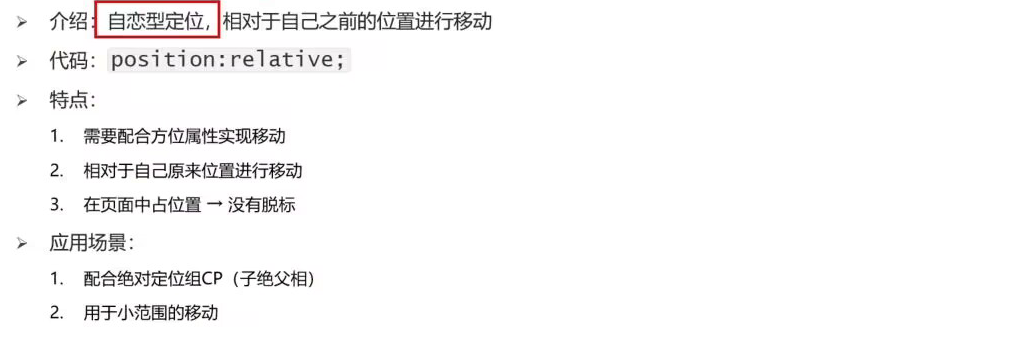 ➢ 介绍：自恋型定位，相对于自己之前的位置进行移动
➢ 代码：position:relative;
➢ 特点：
1. 需要配合方位属性实现移动
2. 相对于自己原来位置进行移动
3. 在页面中占位置 → 没有脱标
➢ 应用场景：
1. 配合绝对定位组CP（子绝父相）
2. 用于小范围的移动